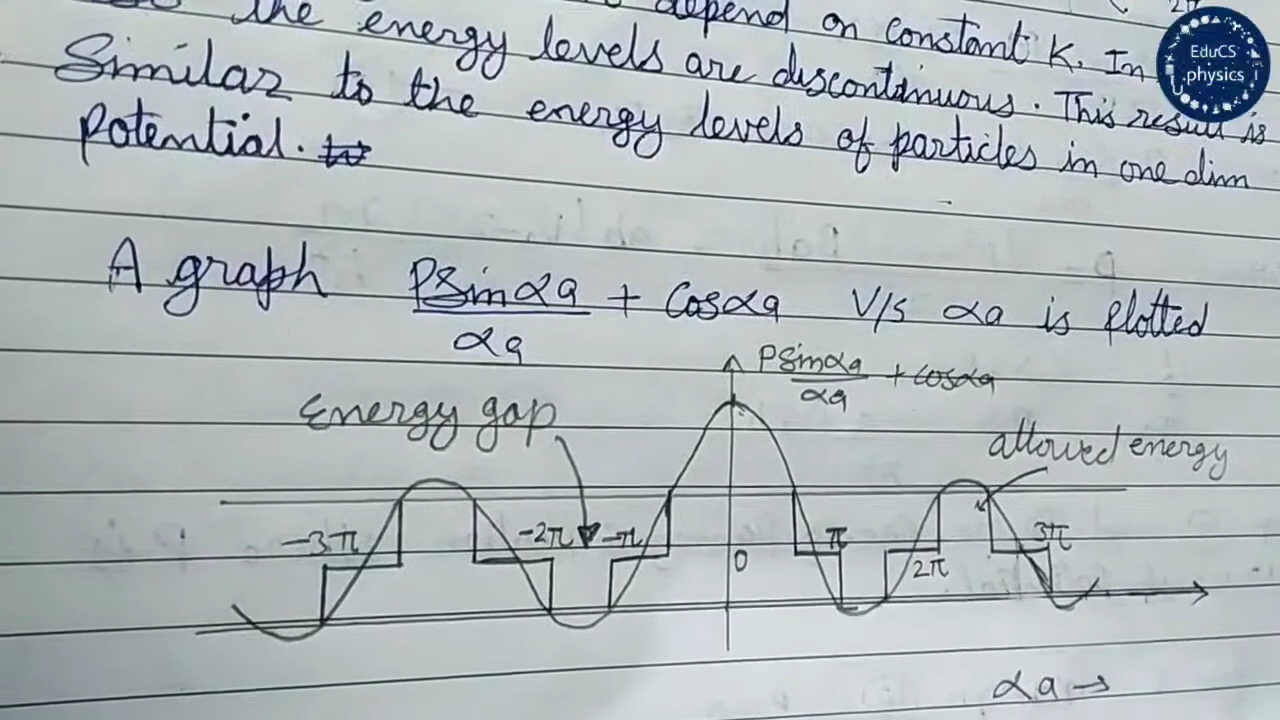 the energy levels are discontinuous. This result is
depend on constant K. In
Similar to the energy levels of particles in one dim
potential.
EduCS
.physics
A graph Psinαa/αa + Cosαa V/s αa is plotted
Psinαa/αa + cosαa
Energy gap
allowed energy
-3π -2π -π 0 π 2π 3π
αa →